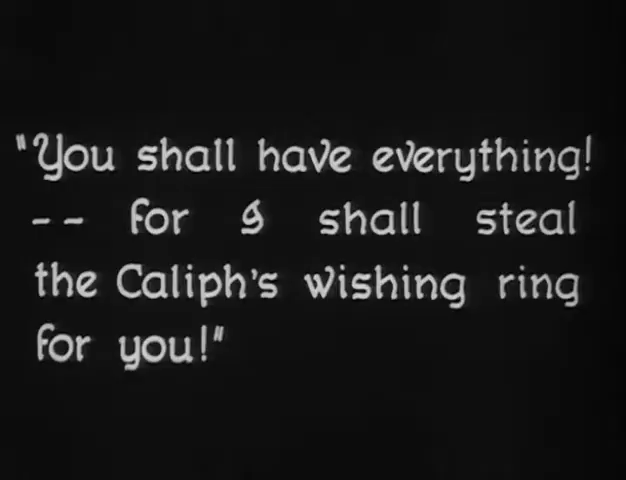 "You shall have everything!
-- for I shall steal
the Caliph's wishing ring
for you!"